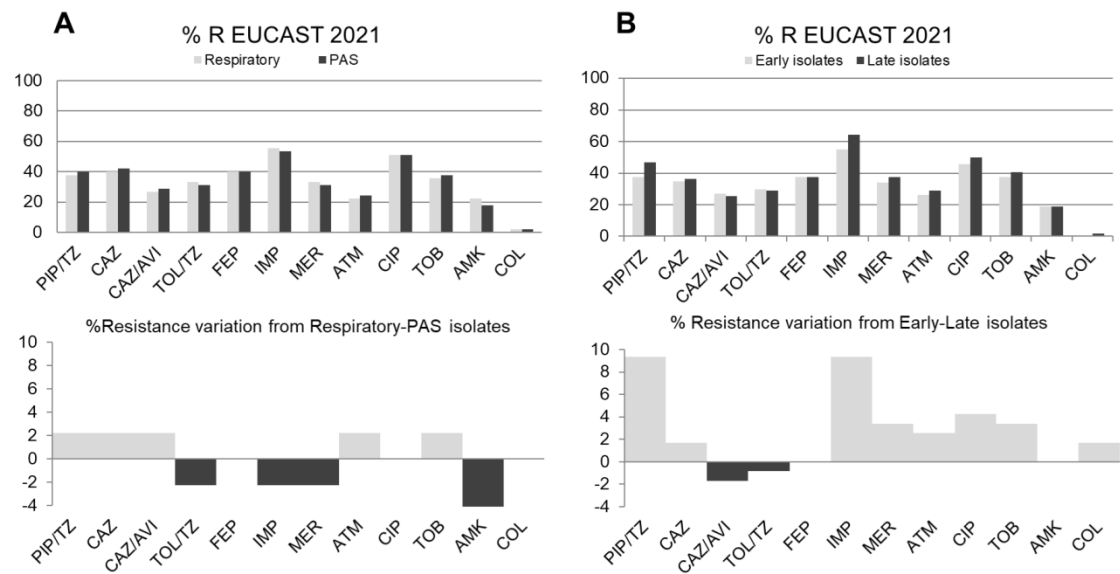 A
% R EUCAST 2021
Respiratory PAS
100
80
60
40
20
0
PIP/TZ CAZ CAZ/AVI TOL/TZ FEP IMP MER ATM CIP TOB AMK COL
%Resistance variation from Respiratory-PAS isolates
10
8
6
4
2
0
-2
-4
PIP/TZ CAZ CAZ/AVI TOL/TZ FEP IMP MER ATM CIP TOB AMK COL
B
% R EUCAST 2021
Early isolates Late isolates
100
80
60
40
20
0
PIP/TZ CAZ CAZ/AVI TOL/TZ FEP IMP MER ATM CIP TOB AMK COL
% Resistance variation from Early-Late isolates
10
8
6
4
2
0
-2
-4
PIP/TZ CAZ CAZ/AVI TOL/TZ FEP IMP MER ATM CIP TOB AMK COL